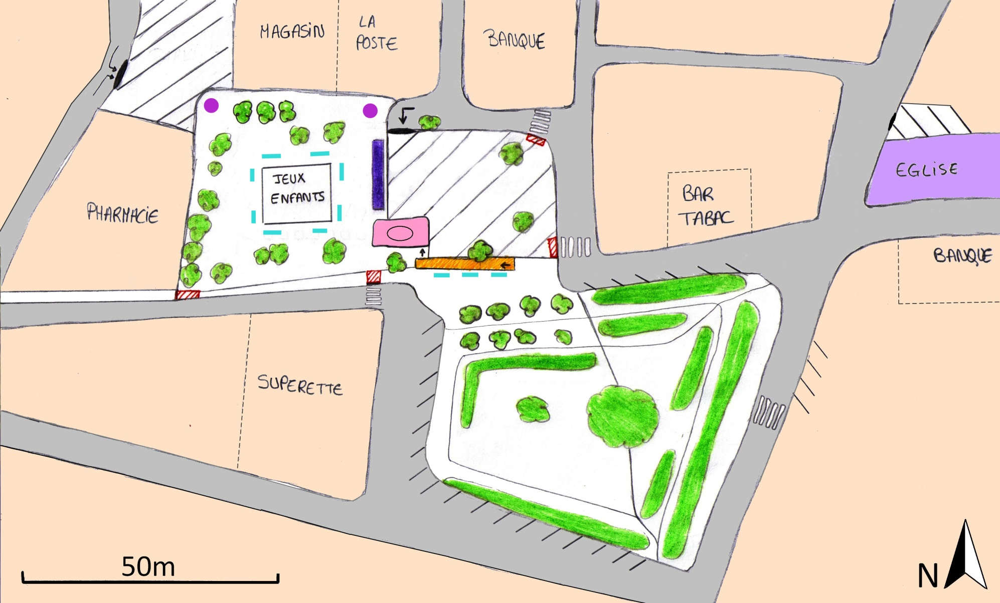 MAGASIN
LA
POSTE
BANQUE
JEUX
ENFANTS
PHARMACIE
EGLISE
BAR
TABAC
BANQUE
SUPERETTE
50m
N